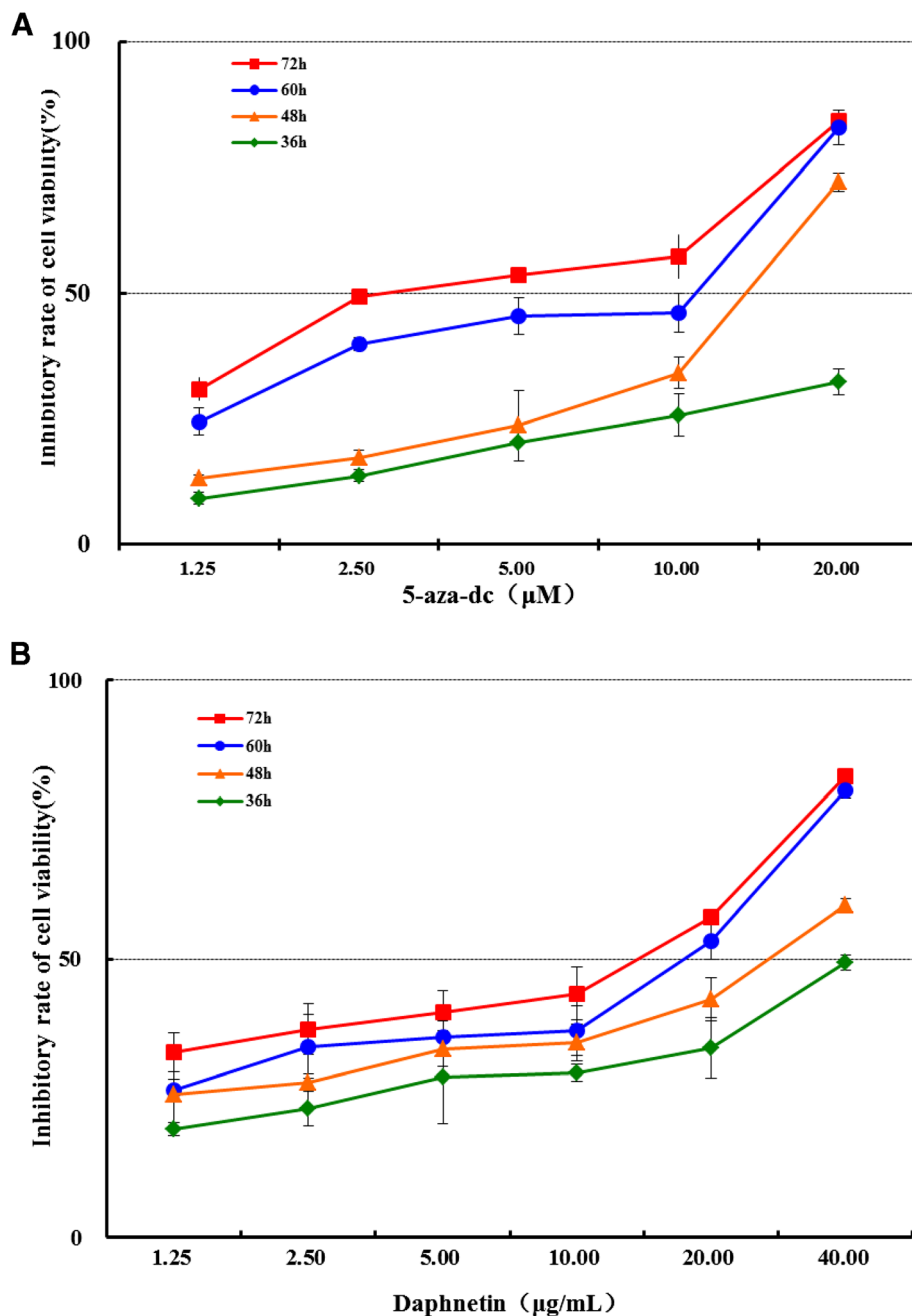 A
100
72h
60h
48h
36h
Inhibitory rate of cell viability(%)
50
0
1.25 2.50 5.00 10.00 20.00
5-aza-dc（μM）
B
100
72h
60h
48h
36h
Inhibitory rate of cell viability(%)
50
0
1.25 2.50 5.00 10.00 20.00 40.00
Daphnetin（μg/mL）